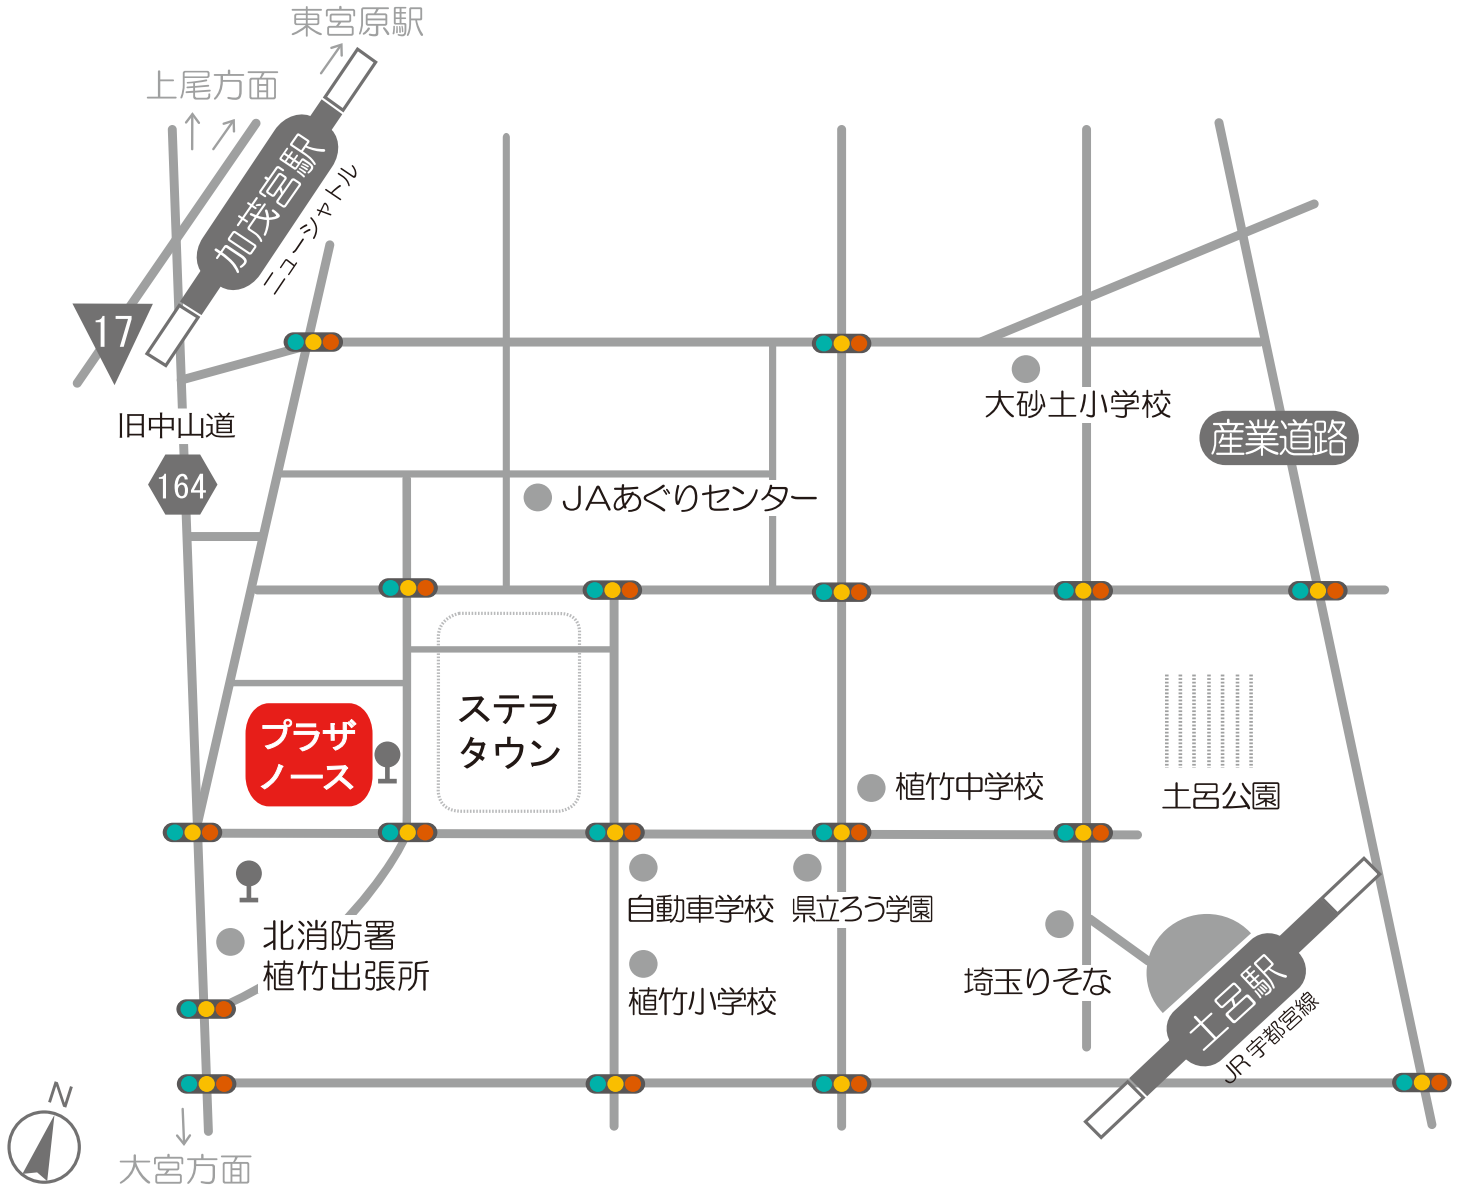 東宮原駅
上尾方面
加茂宮駅
ニューシャトル
17
旧中山道
164
大砂土小学校
産業道路
JAあぐりセンター
プラザ
ノース
ステラ
タウン
植竹中学校
土呂公園
自動車学校
県立ろう学園
北消防署
植竹出張所
植竹小学校
埼玉りそな
土呂駅
JR宇都宮線
N
大宮方面